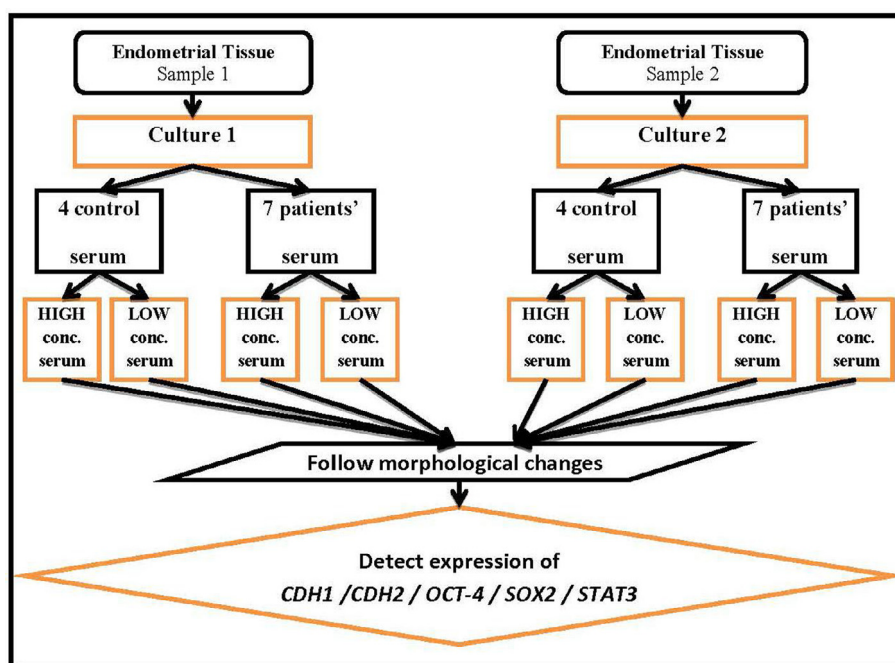 Endometrial Tissue
Sample 1
Endometrial Tissue
Sample 2
Culture 1
Culture 2
4 control
serum
7 patients'
serum
4 control
serum
7 patients'
serum
HIGH
conc.
serum
LOW
conc.
serum
HIGH
conc.
serum
LOW
conc.
serum
HIGH
conc.
serum
LOW
conc.
serum
HIGH
conc.
serum
LOW
conc.
serum
Follow morphological changes
Detect expression of
CDH1 /CDH2 / OCT-4 / SOX2 / STAT3